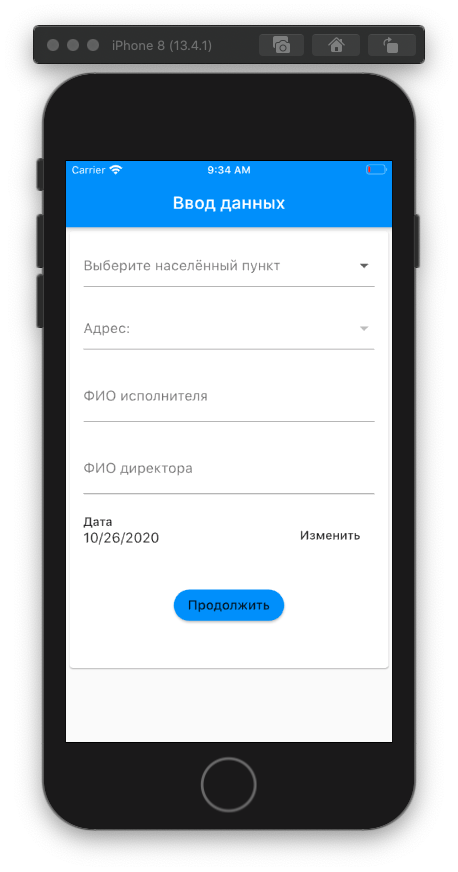 iPhone 8 (13.4.1)
Carrier 9:34 AM
Ввод данных
Выберите населённый пункт
Адрес:
ФИО исполнителя
ФИО директора
Дата
10/26/2020 Изменить
Продолжить